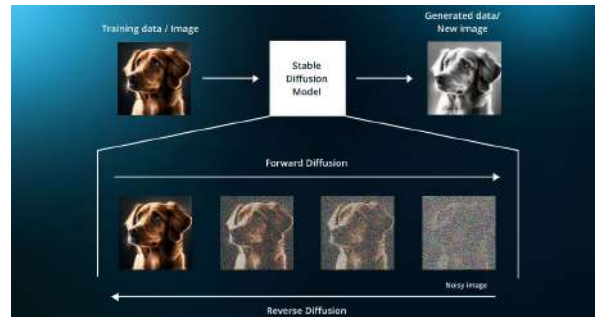 Training data / Image
Stable
Diffusion
Model
Generated data/
New image
Forward Diffusion
Noisy image
Reverse Diffusion